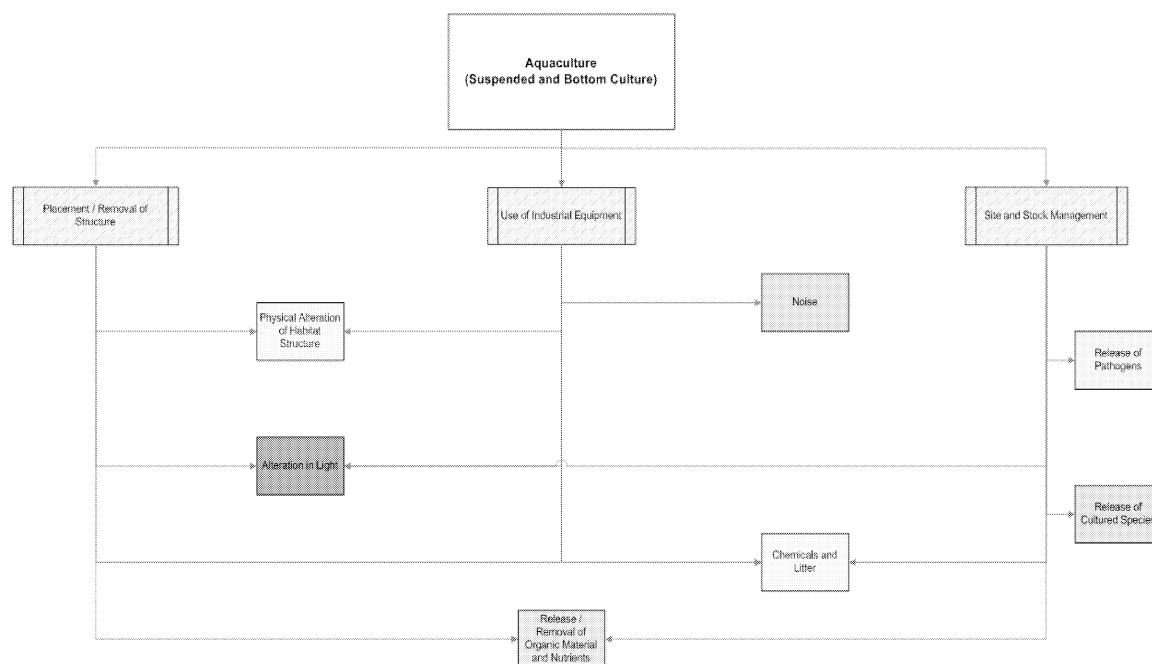 Aquaculture
(Suspended and Bottom Culture)
Placement / Removal of
Structure
Use of Industrial Equipment
Site and Stock Management
Noise
Physical Alteration
of Habitat
Structure
Release of
Pathogens
Alteration in Light
Release of
Cultured Species
Chemicals and
Litter
Release /
Removal of
Organic Material
and Nutrients